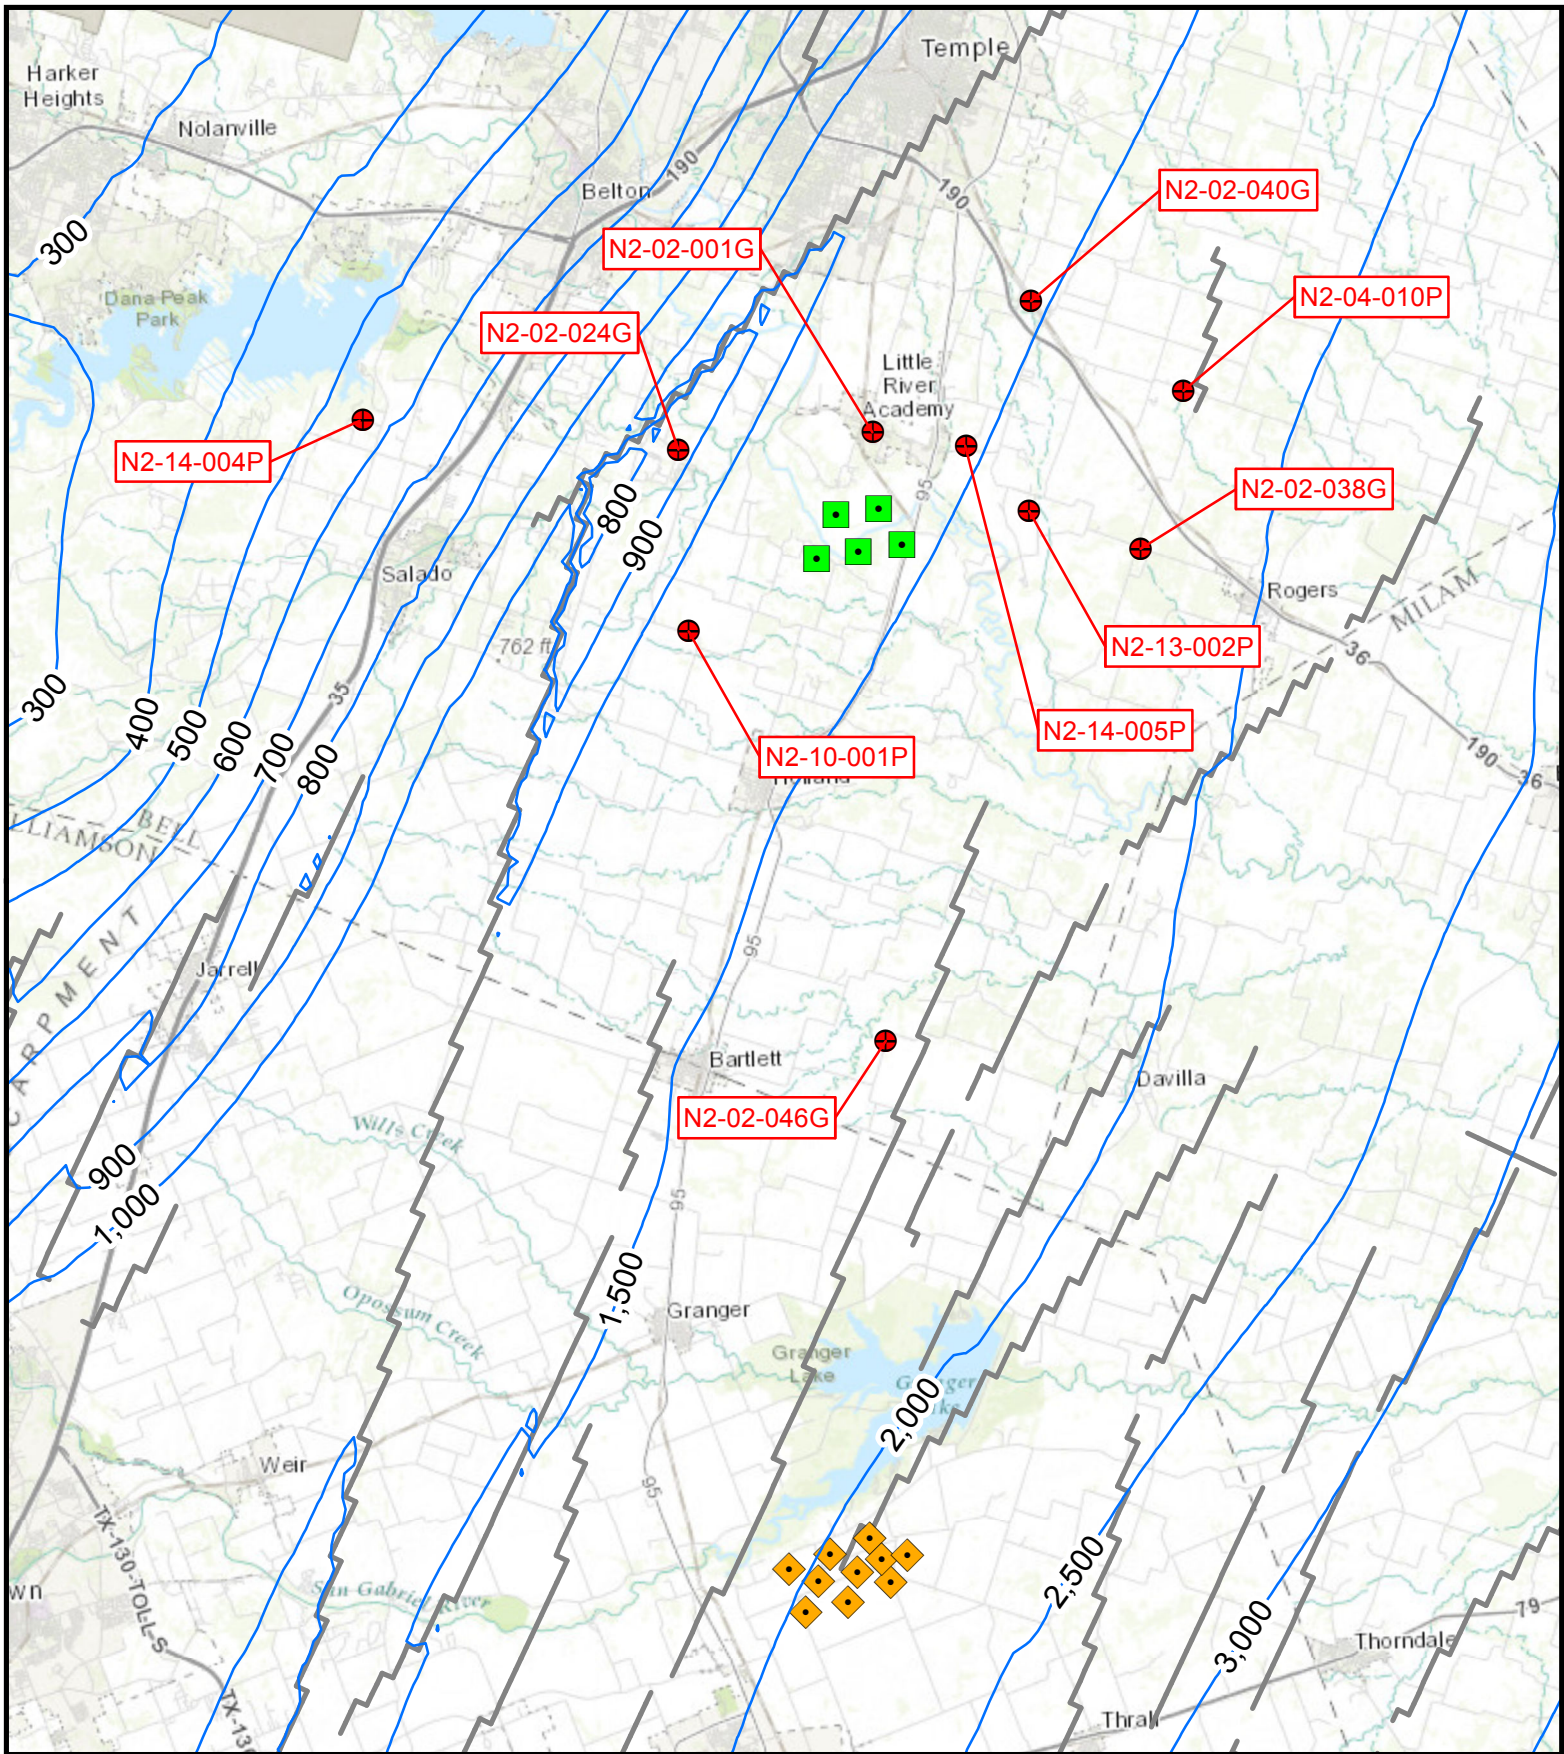 Temple
Harker
Heights
Nolanville
190
Belton
190
N2-02-040G
300
N2-02-001G
Dana Peak
Park
N2-04-010P
N2-02-024G
Little
River
Academy
N2-14-004P
95
N2-02-038G
800
900
Salado
Rogers
MILAM
762 ft
N2-13-002P
36
35
300
400
500
600
700
800
N2-14-005P
N2-10-001P
190
36
BELL
LLIAMSON
CARPMENT
95
Jarrell
Bartlett
Davilla
N2-02-046G
Willis Creek
900
1,000
95
1,500
Opossum Creek
Granger
Granger
Lake
2,000
Weir
95
TX-130-TOLL-S
San Gabriel River
wn
2,500
3,000
79
Thorndale
Thrall